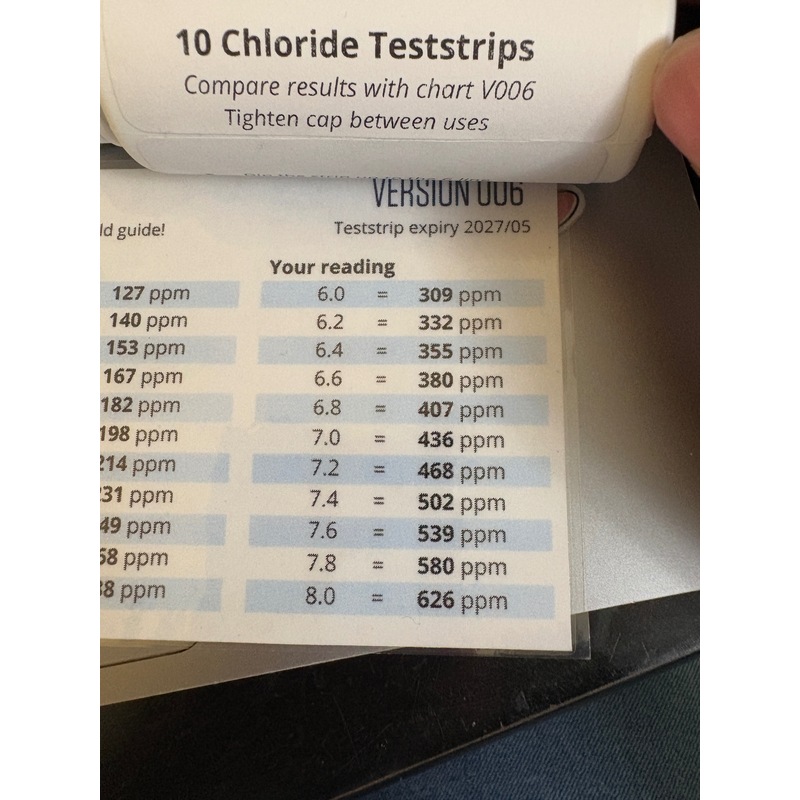 10 Chloride Teststrips
Compare results with chart V006
Tighten cap between uses
VERSION 006
guide!
Teststrip expiry 2027/05
Your reading
127 ppm
6.0 = 309 ppm
140 ppm
6.2 = 332 ppm
153 ppm
6.4 = 355 ppm
167 ppm
6.6 = 380 ppm
182 ppm
6.8 = 407 ppm
198 ppm
7.0 = 436 ppm
214 ppm
7.2 = 468 ppm
ppm
7.4 = 502 ppm
ppm
7.6 = 539 ppm
ppm
7.8 = 580 ppm
ppm
8.0 = 626 ppm